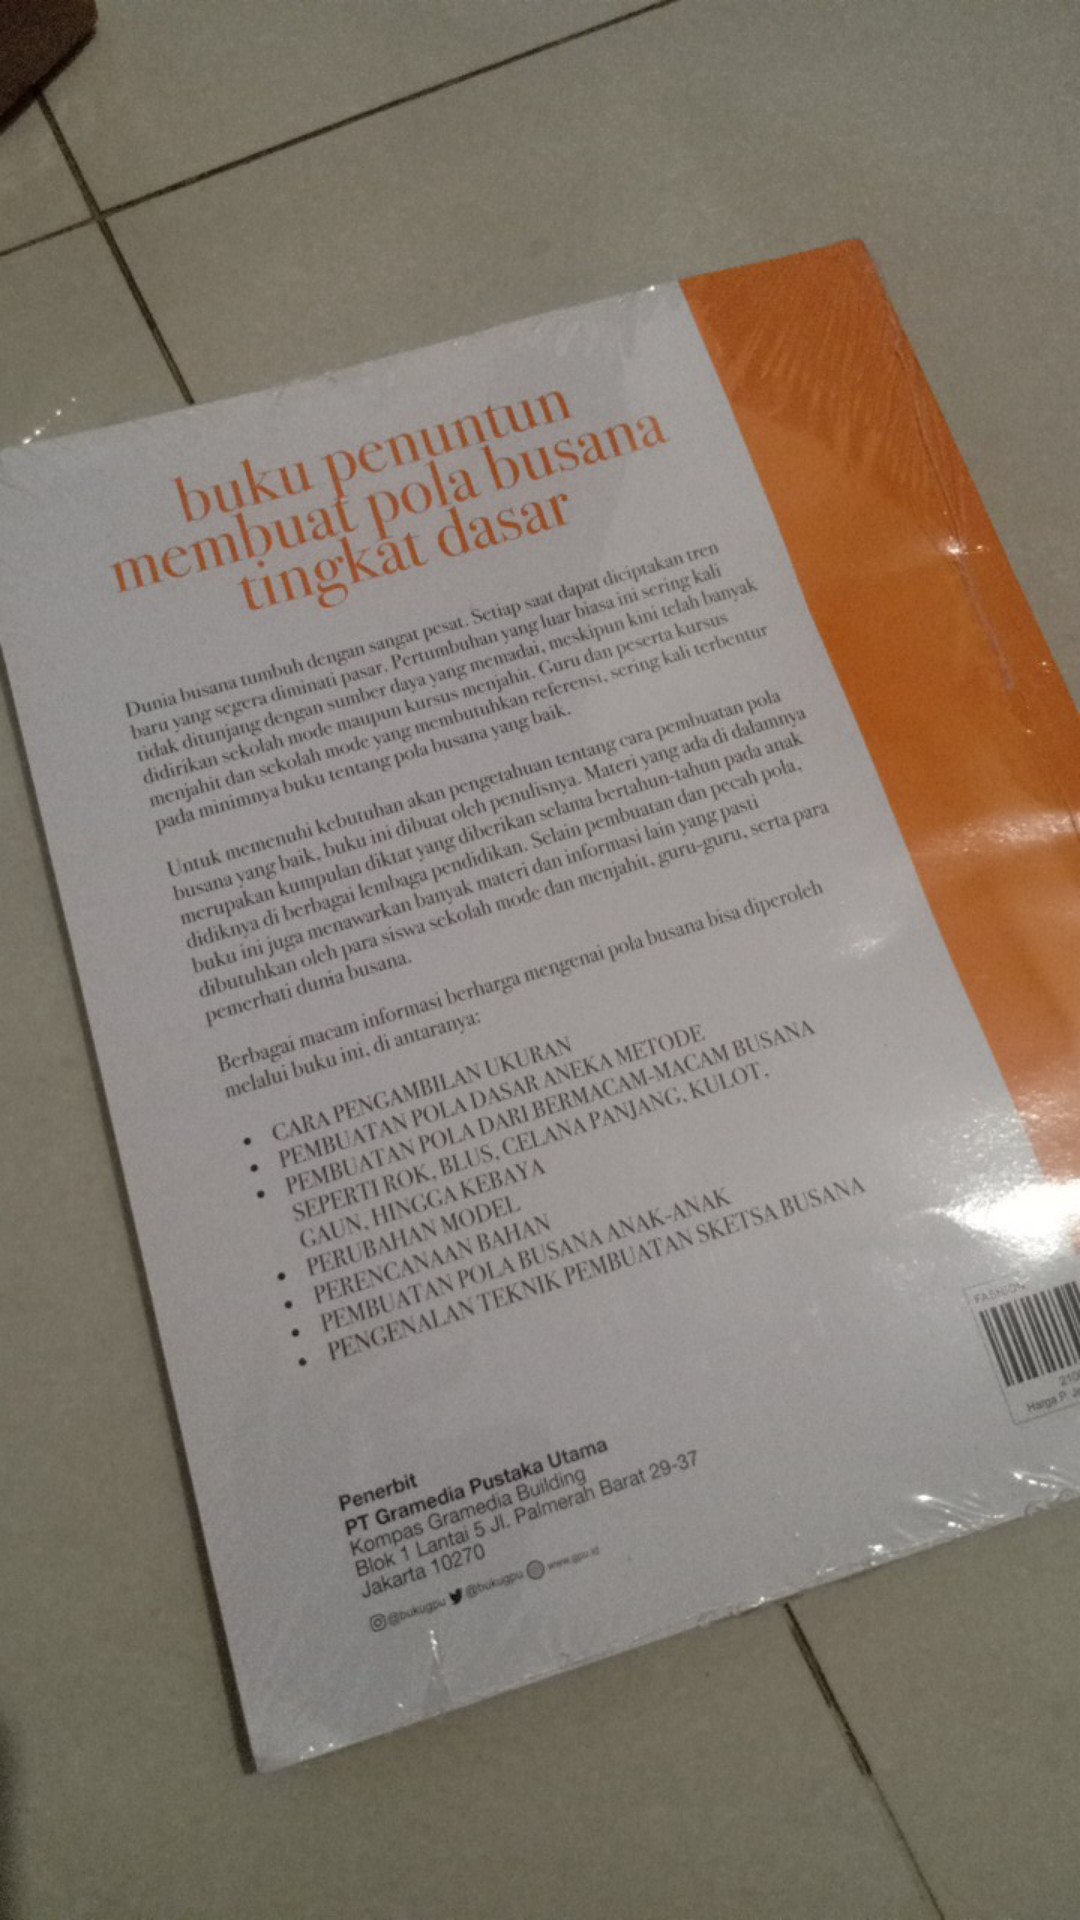 buku penuntun
membuat pola busana
tingkat dasar
Dunia busana tumbuh dengan sangat pesat. Setiap saat dapat diciptakan tren
baru yang segera diminati pasar. Pertumbuhan yang luar biasa ini sering kali
tidak ditunjang dengan sumber daya yang memadai, meskipun kini telah banyak
didirikan sekolah mode maupun kursus menjahit. Guru dan peserta kursus
menjahit dan sekolah mode yang membutuhkan referensi, sering kali terbentur
pada minimnya buku tentang pola busana yang baik.
Untuk memenuhi kebutuhan akan pengetahuan tentang cara pembuatan pola
busana yang baik, buku ini dibuat oleh penulisnya. Materi yang ada di dalamnya
merupakan kumpulan diktat yang diberikan selama bertahun-tahun pada anak
didiknya di berbagai lembaga pendidikan. Selain pembuatan dan pecah pola,
buku ini juga menawarkan banyak materi dan informasi lain yang pasti
dibutuhkan oleh para siswa sekolah mode dan menjahit, guru-guru, serta para
pemerhati dunia busana.
Berbagai macam informasi berharga mengenai pola busana bisa diperoleh
melalui buku ini, di antaranya:
• CARA PENGAMBILAN UKURAN
• PEMBUATAN POLA DASAR ANEKA METODE
• PEMBUATAN POLA DARI BERMACAM-MACAM BUSANA
SEPERTI ROK, BLUS, CELANA PANJANG, KULOT,
GAUN, HINGGA KEBAYA
• PERUBAHAN MODEL
• PERENCANAAN BAHAN
• PEMBUATAN POLA BUSANA ANAK-ANAK
• PENGENALAN TEKNIK PEMBUATAN SKETSA BUSANA
Penerbit
PT Gramedia Pustaka Utama
Kompas Gramedia Building
Blok 1 Lantai 5 Jl. Palmerah Barat 29-37
Jakarta 10270
@bukugpu @bukugpu www.gpu.id
FASHION
Harga P.